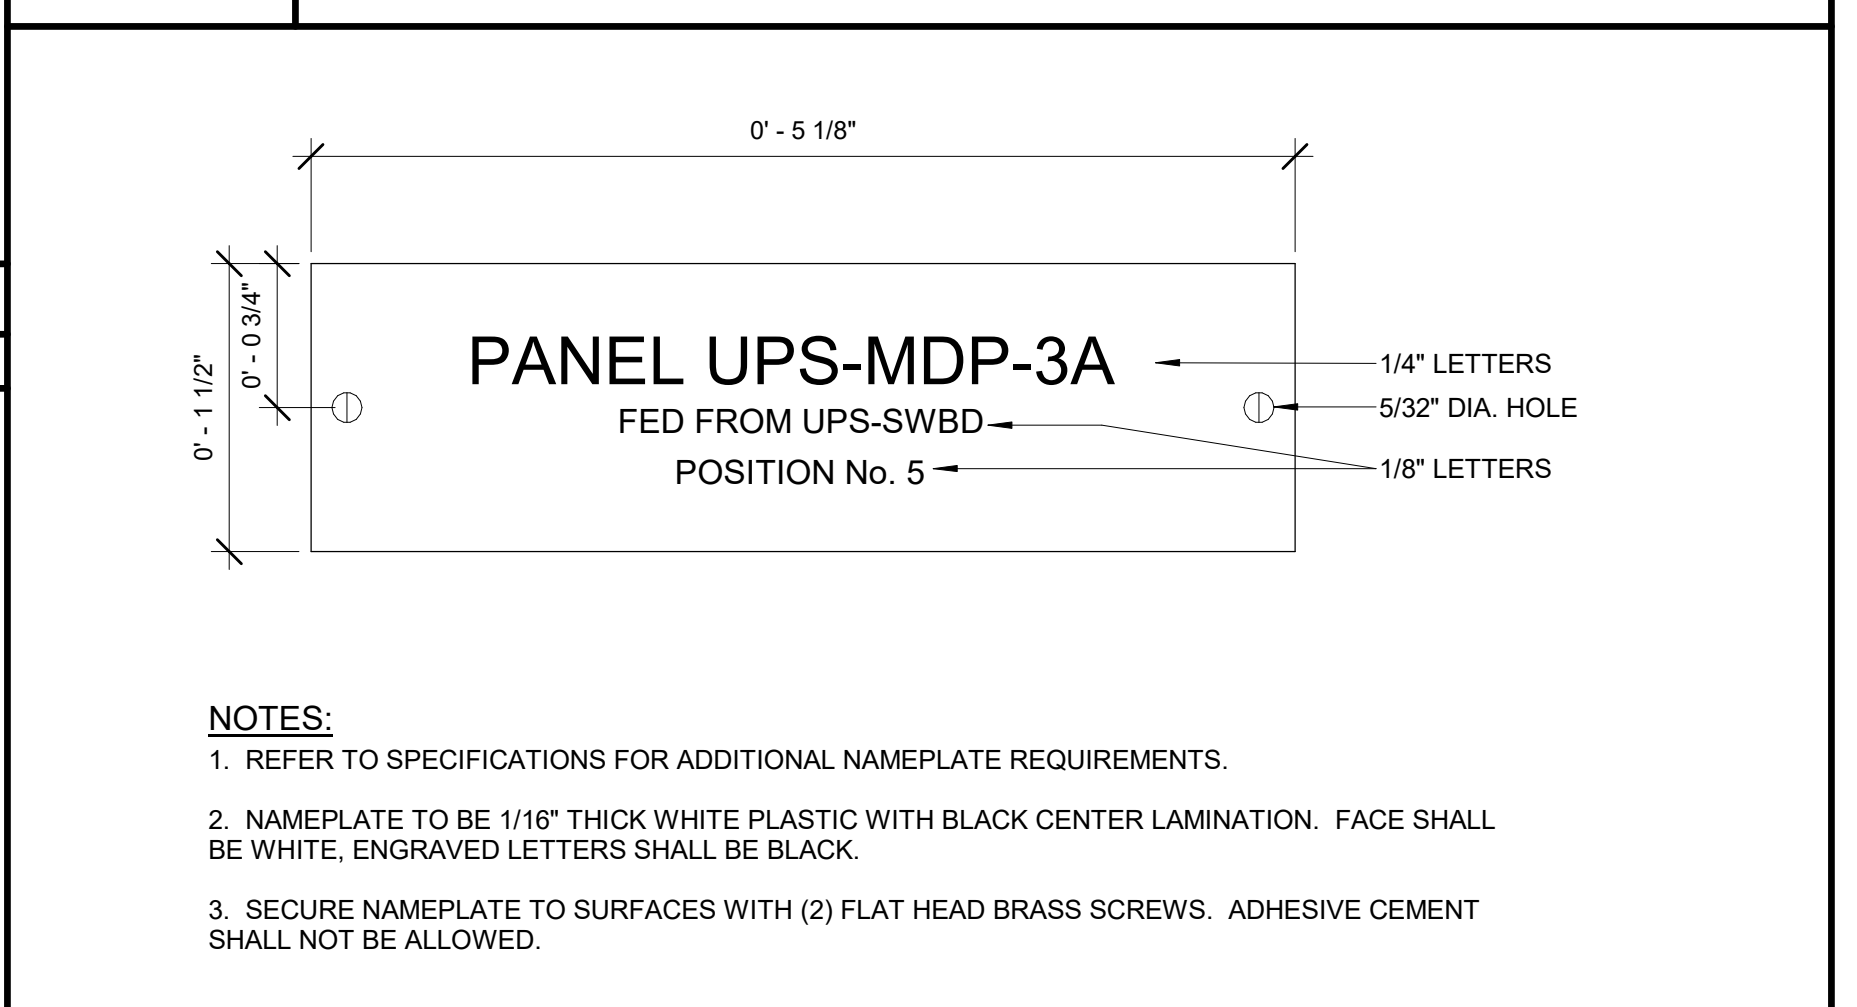 0' - 5 1/8"
0' - 1 1/2"
0' - 0 3/4"
PANEL UPS-MDP-3A
1/4" LETTERS
5/32" DIA. HOLE
FED FROM UPS-SWBD
POSITION No. 5
1/8" LETTERS
NOTES:
1.  REFER TO SPECIFICATIONS FOR ADDITIONAL NAMEPLATE REQUIREMENTS.
2.  NAMEPLATE TO BE 1/16" THICK WHITE PLASTIC WITH BLACK CENTER LAMINATION.  FACE SHALL
BE WHITE, ENGRAVED LETTERS SHALL BE BLACK.
3.  SECURE NAMEPLATE TO SURFACES WITH (2) FLAT HEAD BRASS SCREWS.  ADHESIVE CEMENT
SHALL NOT BE ALLOWED.